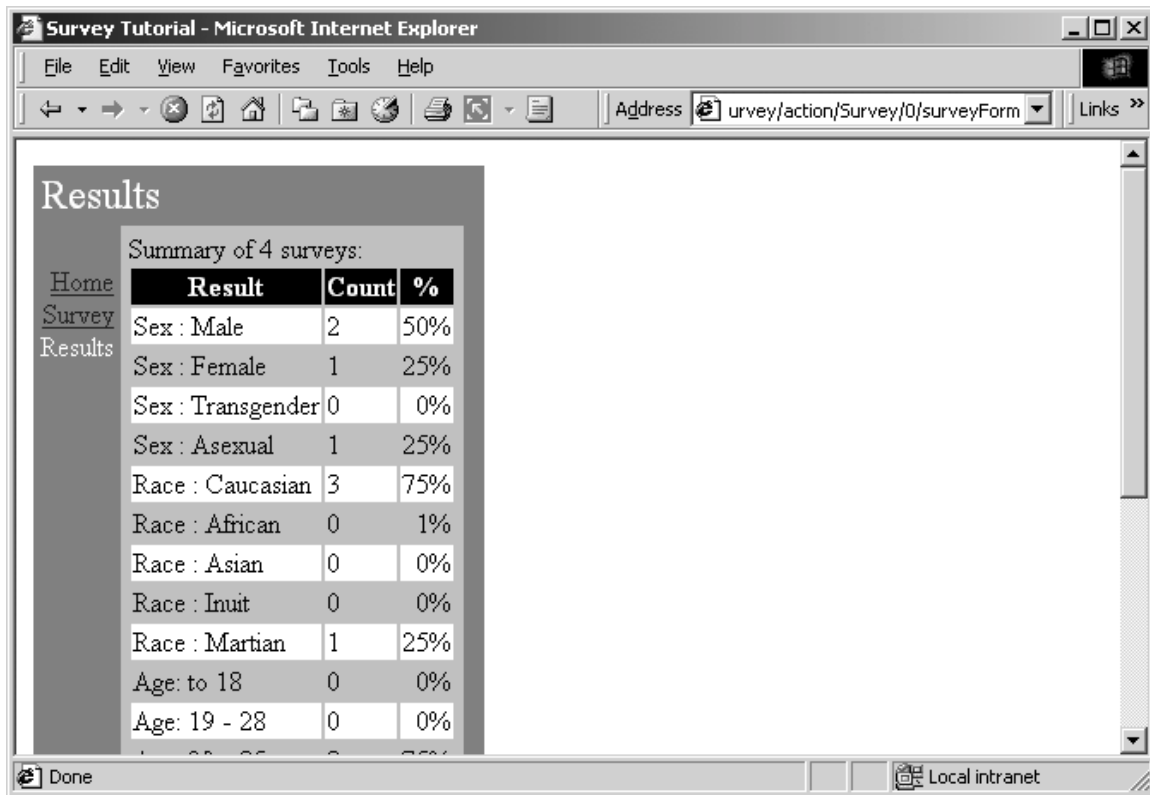 Survey Tutorial - Microsoft Internet Explorer
File Edit View Favorites Tools Help
Address urvey/action/Survey/0/surveyForm Links »
Results
Home
Survey
Results
Summary of 4 surveys:
Result Count %
Sex : Male 2 50%
Sex : Female 1 25%
Sex : Transgender 0 0%
Sex : Asexual 1 25%
Race : Caucasian 3 75%
Race : African 0 1%
Race : Asian 0 0%
Race : Inuit 0 0%
Race : Martian 1 25%
Age: to 18 0 0%
Age: 19 - 28 0 0%
Done Local intranet